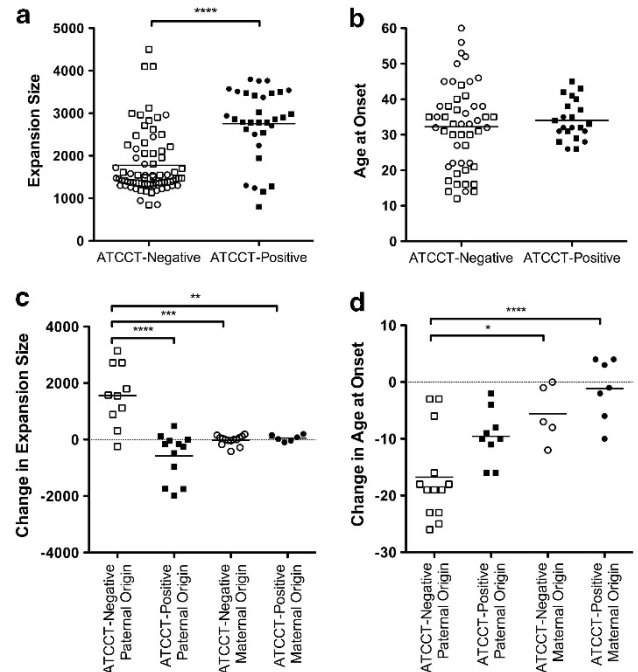 a
****
Expansion Size
5000
4000
3000
2000
1000
0
ATCCT-Negative
ATCCT-Positive
b
Age at Onset
60
50
40
30
20
10
0
ATCCT-Negative
ATCCT-Positive
c
**
***
****
Change in Expansion Size
4000
2000
0
-2000
-4000
ATCCT-Negative
Paternal Origin
ATCCT-Positive
Paternal Origin
ATCCT-Negative
Maternal Origin
ATCCT-Positive
Maternal Origin
d
****
*
Change in Age at Onset
10
0
-10
-20
-30
ATCCT-Negative
Paternal Origin
ATCCT-Positive
Paternal Origin
ATCCT-Negative
Maternal Origin
ATCCT-Positive
Maternal Origin